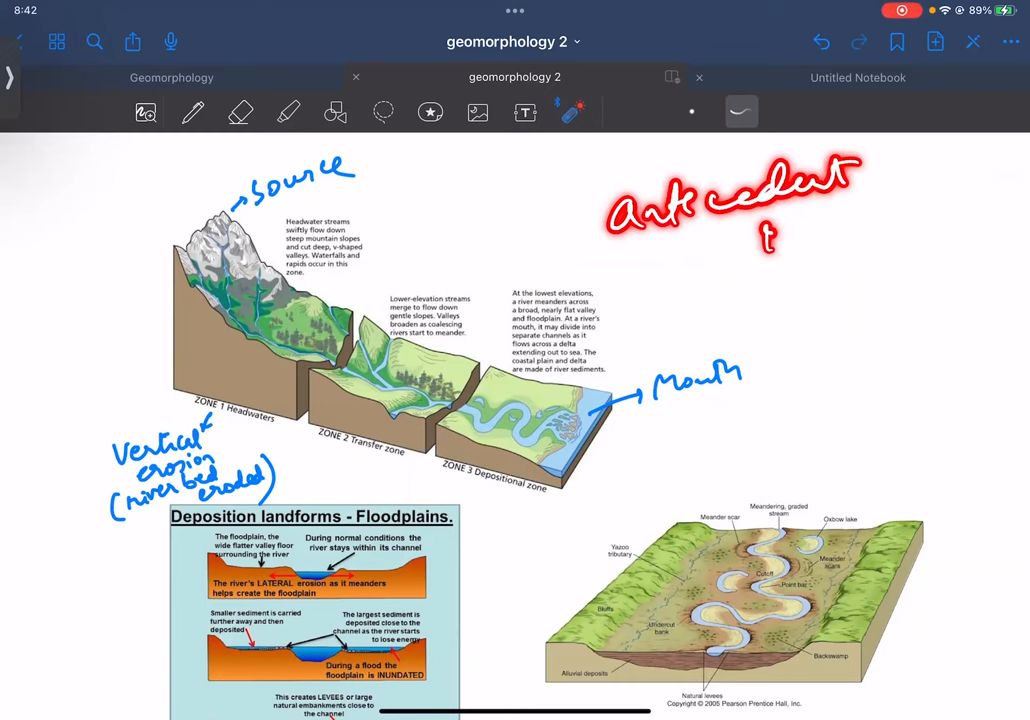 8:42
89%
geomorphology 2
Geomorphology
geomorphology 2
Untitled Notebook
Source
Antecedent
Headwater streams
swiftly flow down
steep mountain slopes
and cut deep, v-shaped
valleys. Waterfalls and
rapids occur in this
zone.
Lower-elevation streams
merge to flow down
gentle slopes. Valleys
broaden as coalescing
rivers start to meander.
At the lowest elevations,
a river meanders across
a broad, nearly flat valley
and floodplain. At a river's
mouth, it may divide into
separate channels as it
flows across a delta
extending out to sea. The
coastal plain and delta
are made of river sediments.
Mouth
ZONE 1 Headwaters
ZONE 2 Transfer zone
ZONE 3 Depositional zone
Vertical
erosion
(river bed
eroded)
Deposition landforms - Floodplains.
The floodplain, the
wide flatter valley floor
surrounding the river
During normal conditions the
river stays within its channel
The river's LATERAL erosion as it meanders
helps create the floodplain
Smaller sediment is carried
further away and then
deposited
The largest sediment is
deposited close to the
channel as the river starts
to lose energy
During a flood the
floodplain is INUNDATED
This creates LEVEES or large
natural embankments close to
the channel
Meandering, graded
stream
Meander scar
Oxbow lake
Yazoo
tributary
Meander
scars
Cutoff
Point bar
Bluffs
Undercut
bank
Backswamp
Alluvial deposits
Natural levees
Copyright © 2005 Pearson Prentice Hall, Inc.